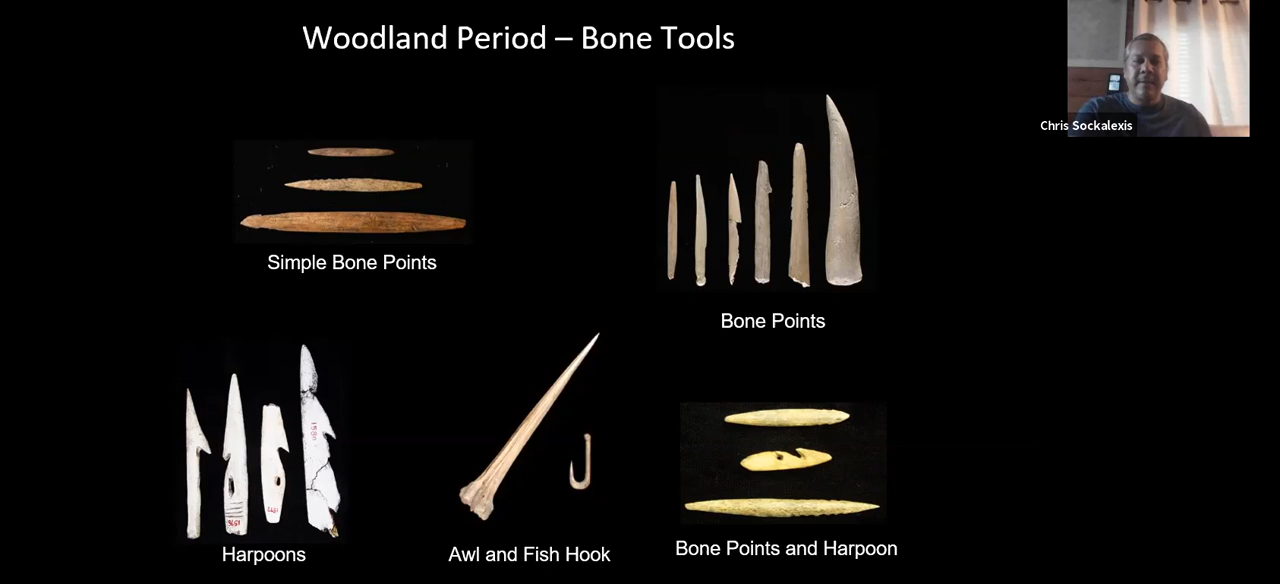 Woodland Period – Bone Tools
Chris Sockalexis
Simple Bone Points
Bone Points
Harpoons
Awl and Fish Hook
Bone Points and Harpoon